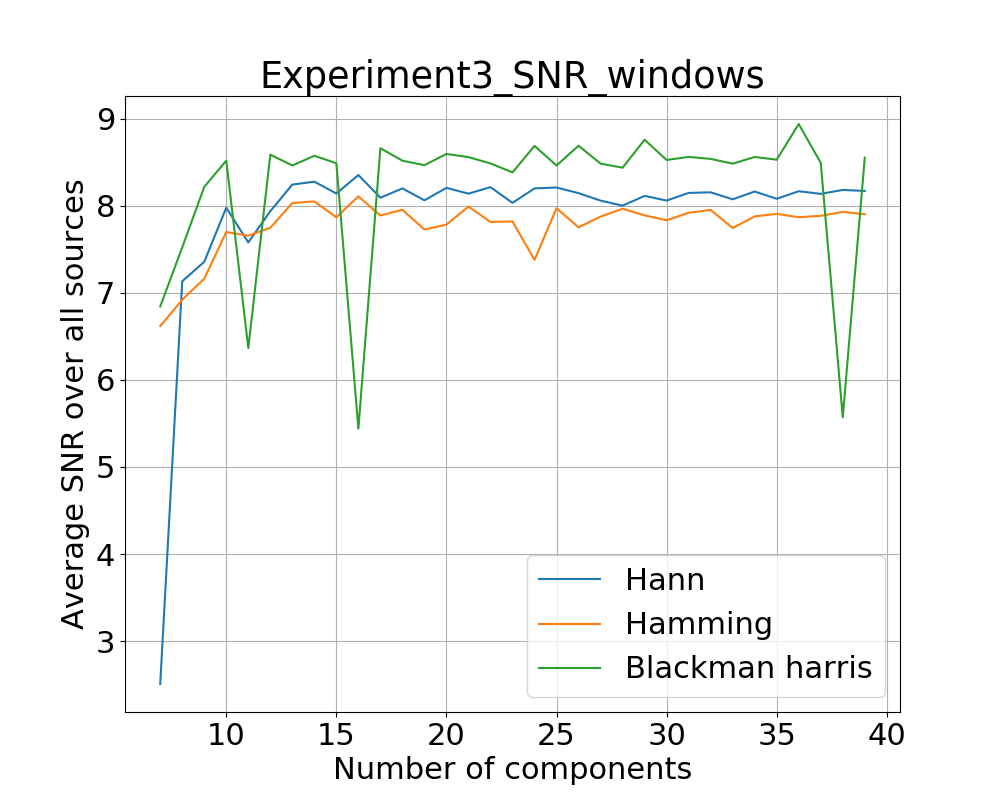 Experiment3_SNR_windows
Average SNR over all sources
9
8
7
6
5
4
3
Hann
Hamming
Blackman harris
10 15 20 25 30 35 40
Number of components